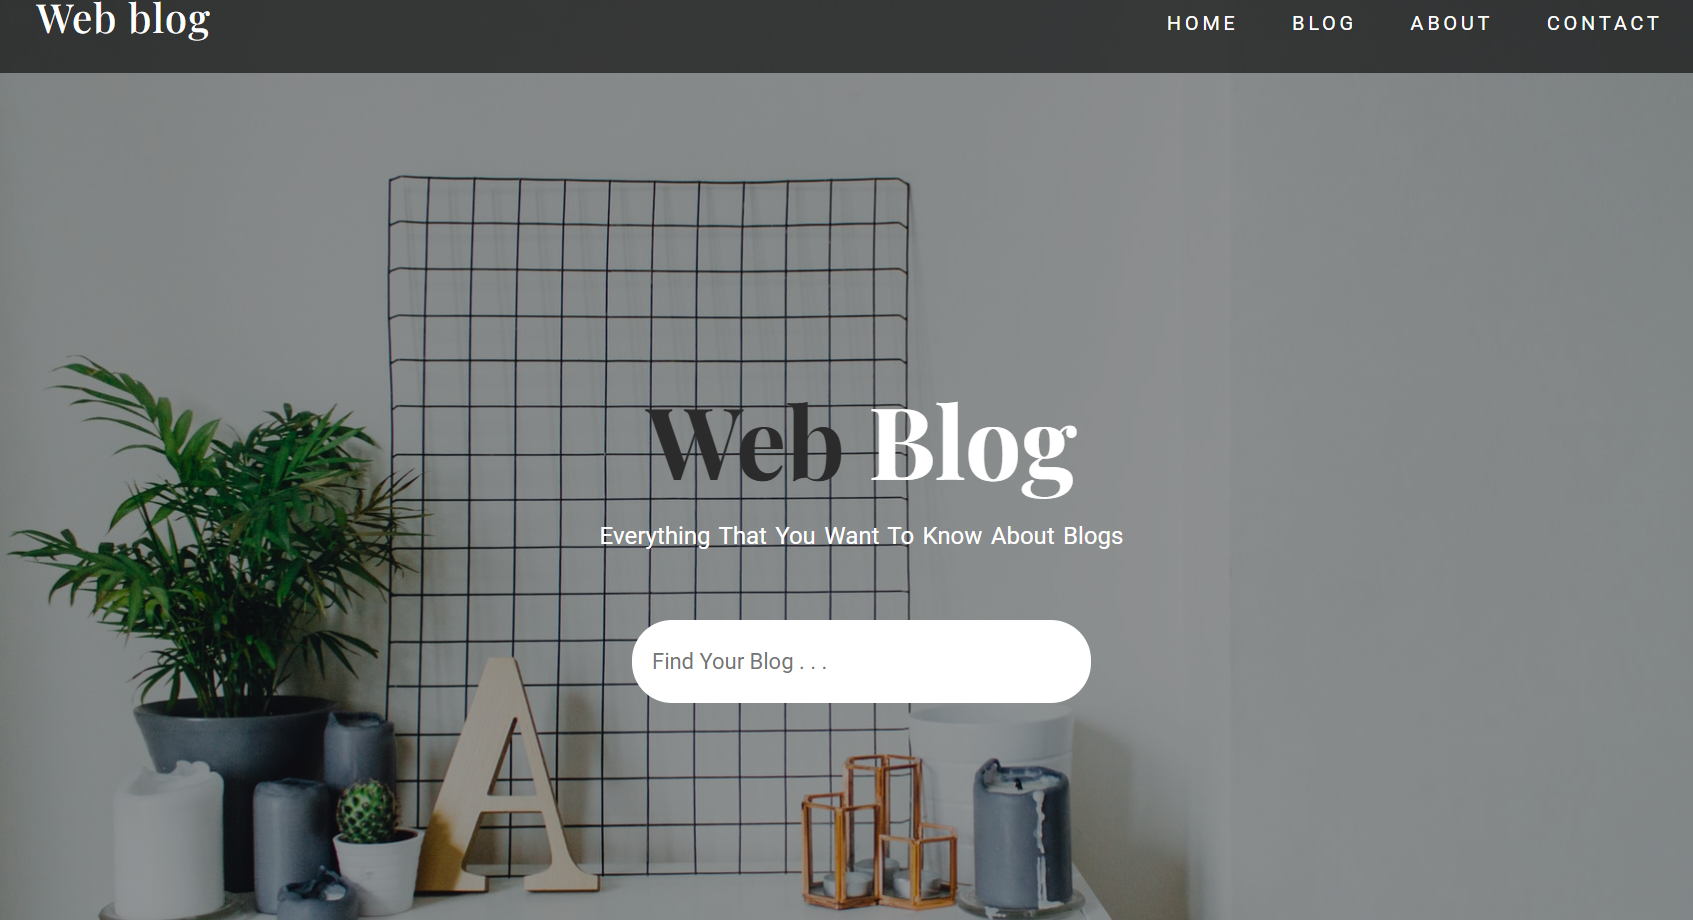 Web blog
HOME BLOG ABOUT CONTACT
Web Blog
Everything That You Want To Know About Blogs
Find Your Blog . . .
A